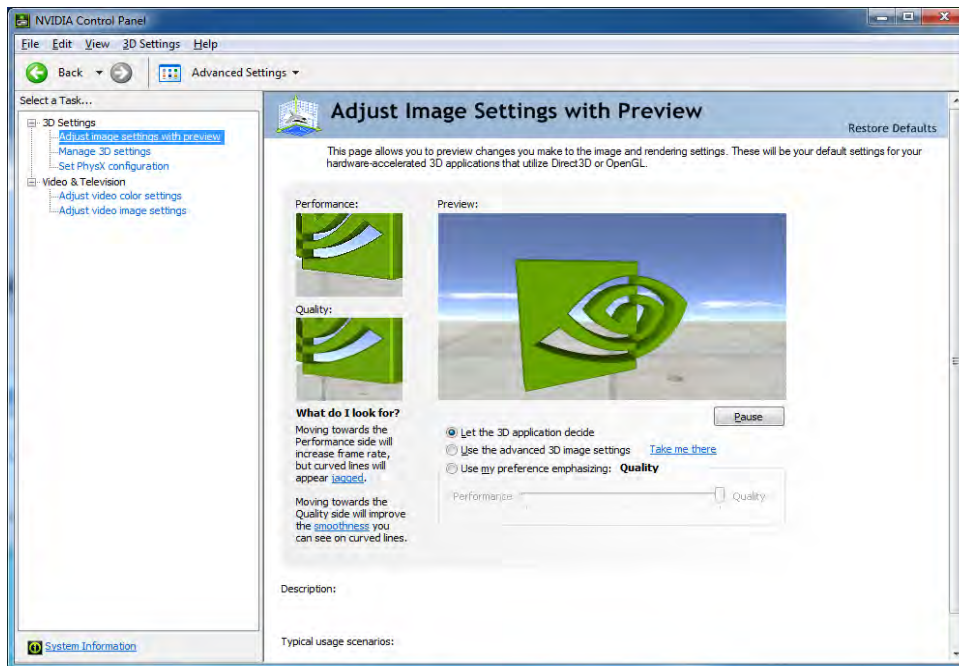 NVIDIA Control Panel
File Edit View 3D Settings Help
Back Advanced Settings
Select a Task...
3D Settings
Adjust image settings with preview
Manage 3D settings
Set PhysX configuration
Video & Television
Adjust video color settings
Adjust video image settings
System Information
Adjust Image Settings with Preview
Restore Defaults
This page allows you to preview changes you make to the image and rendering settings. These will be your default settings for your
hardware-accelerated 3D applications that utilize Direct3D or OpenGL.
Performance:
Quality:
What do I look for?
Moving towards the
Performance side will
increase frame rate,
but curved lines will
appear jagged.
Moving towards the
Quality side will improve
the smoothness you
can see on curved lines.
Preview:
Pause
Let the 3D application decide
Use the advanced 3D image settings Take me there
Use my preference emphasizing: Quality
Performance Quality
Description:
Typical usage scenarios: